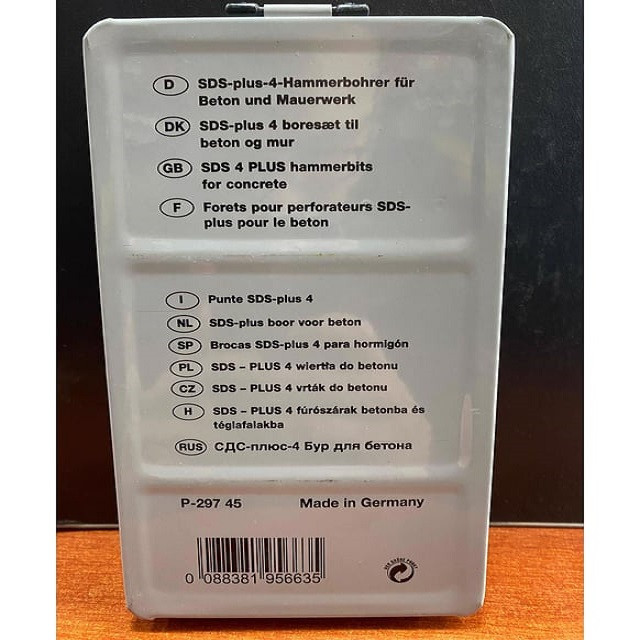 D SDS-plus-4-Hammerbohrer für
Beton und Mauerwerk
DK SDS-plus 4 boresæt til
beton og mur
GB SDS 4 PLUS hammerbits
for concrete
F Forets pour perforateurs SDS-
plus pour le beton
I Punte SDS-plus 4
NL SDS-plus boor voor beton
SP Brocas SDS-plus 4 para hormigón
PL SDS – PLUS 4 wiertła do betonu
CZ SDS – PLUS 4 vrták do betonu
H SDS – PLUS 4 fúrószárak betonba és
téglafalakba
RUS СДС-плюс-4 Бур для бетона
P-297 45 Made in Germany
0 088381 956635
DER GRÜNE PUNKT